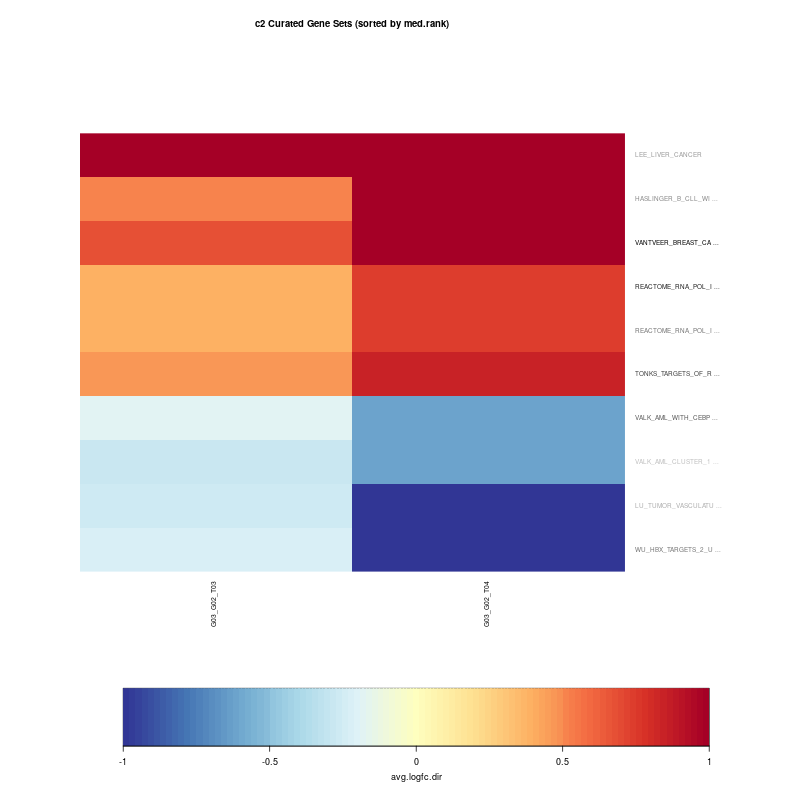 c2 Curated Gene Sets (sorted by med.rank)
LEE_LIVER_CANCER
HASLINGER_B_CLL_WI ...
VANTVEER_BREAST_CA ...
REACTOME_RNA_POL_I ...
REACTOME_RNA_POL_I ...
TONKS_TARGETS_OF_R ...
VALK_AML_WITH_CEBP ...
VALK_AML_CLUSTER_1 ...
LU_TUMOR_VASCULATU ...
WU_HBX_TARGETS_2_U ...
G03_G02_T03
G03_G02_T04
-1 -0.5 0 0.5 1
avg.logfc.dir